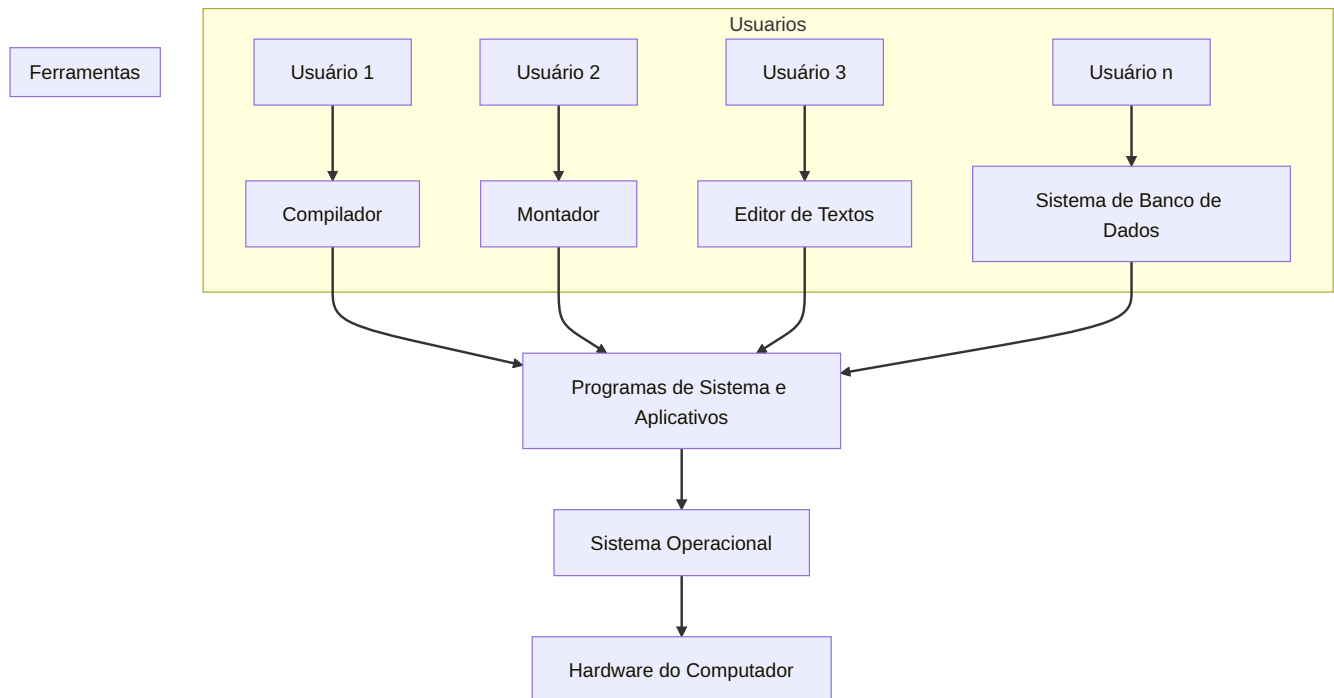 Usuarios
Ferramentas
Usuário 1
Usuário 2
Usuário 3
Usuário n
Compilador
Montador
Editor de Textos
Sistema de Banco de
Dados
Programas de Sistema e
Aplicativos
Sistema Operacional
Hardware do Computador